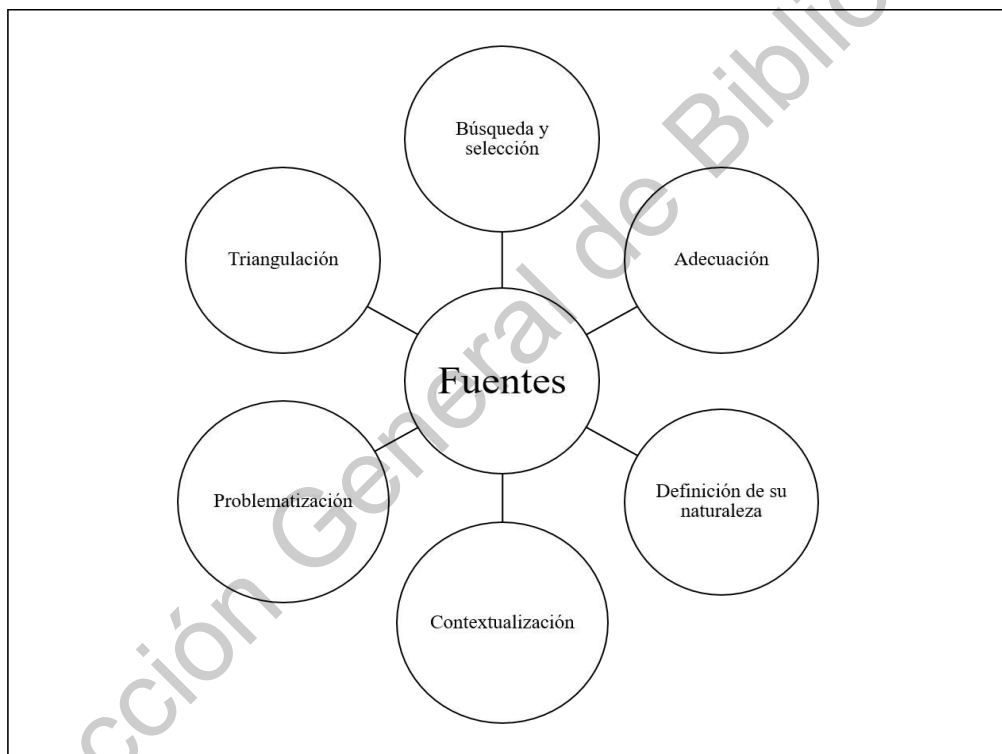 Búsqueda y
selección
Triangulación
Adecuación
Fuentes
Problematización
Definición de su
naturaleza
Contextualización
cción General de Biblio